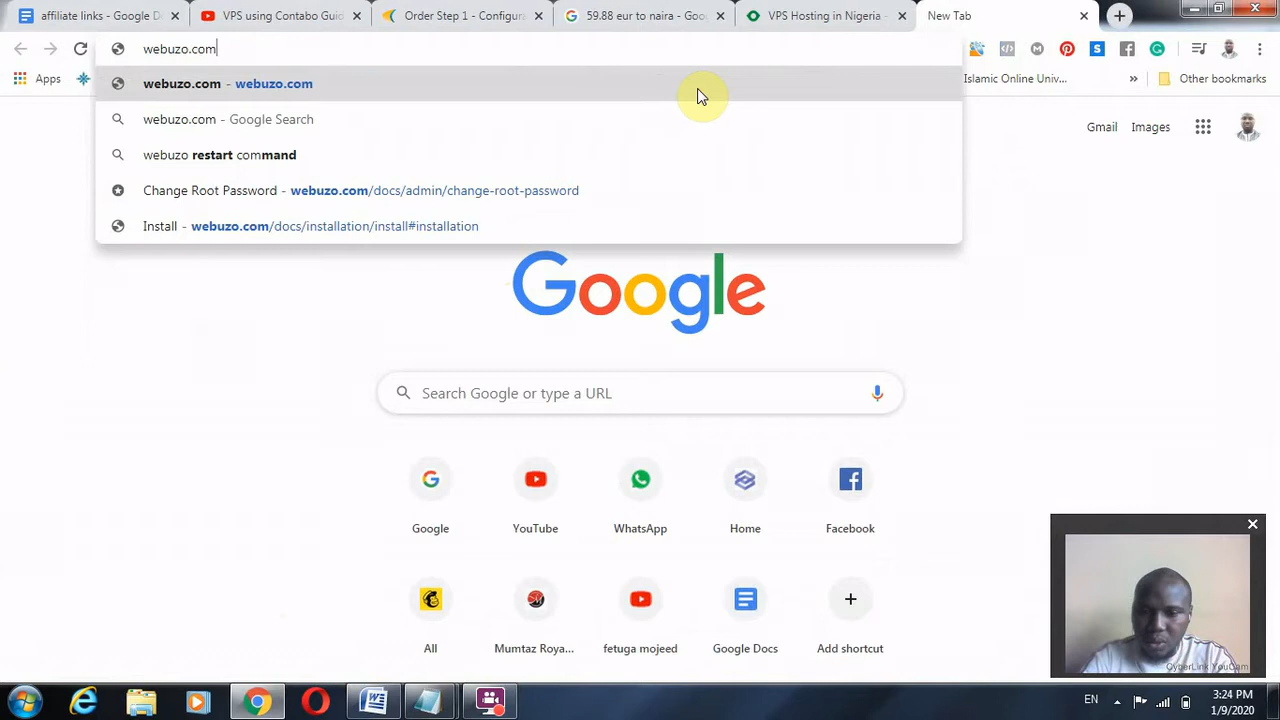 affiliate links - Google D
VPS using Contabo Guid
Order Step 1 - Configur
59.88 eur to naira - Goo
VPS Hosting in Nigeria -
New Tab
webuzo.com
Apps
Islamic Online Univ...
»
Other bookmarks
webuzo.com - webuzo.com
webuzo.com - Google Search
webuzo restart command
Change Root Password - webuzo.com/docs/admin/change-root-password
Install - webuzo.com/docs/installation/install#installation
Gmail
Images
Google
Search Google or type a URL
Google
YouTube
WhatsApp
Home
Facebook
All
Mumtaz Roya...
fetuga mojeed
Google Docs
Add shortcut
CyberLink YouCam
EN
3:24 PM
1/9/2020